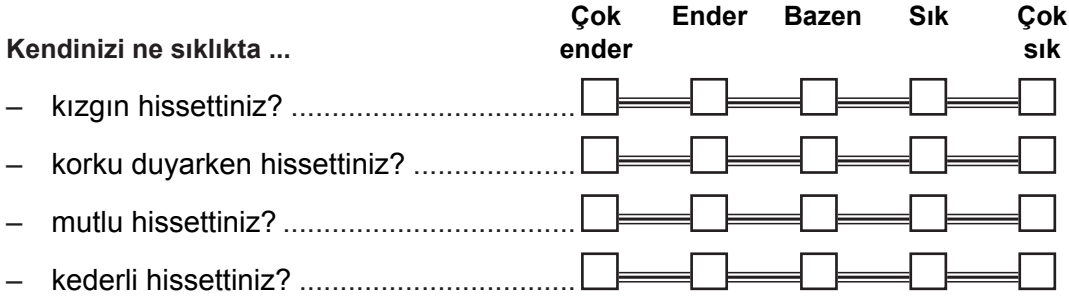 Çok Ender Bazen Sık Çok
Kendinizi ne sıklıkta ... ender sık
– kızgın hissettiniz? ..................................
– korku duyarken hissettiniz? ...................
– mutlu hissettiniz? ...................................
– kederli hissettiniz? .................................